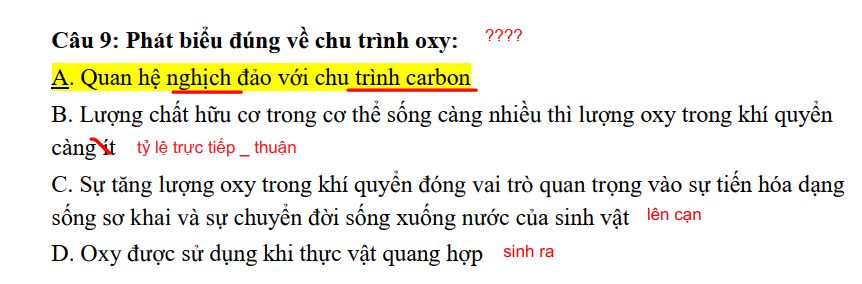 Câu 9: Phát biểu đúng về chu trình oxy: ????
A. Quan hệ nghịch đảo với chu trình carbon
B. Lượng chất hữu cơ trong cơ thể sống càng nhiều thì lượng oxy trong khí quyển
càng ít tỷ lệ trực tiếp _ thuận
C. Sự tăng lượng oxy trong khí quyển đóng vai trò quan trọng vào sự tiến hóa dạng
sống sơ khai và sự chuyển đời sống xuống nước của sinh vật lên cạn
D. Oxy được sử dụng khi thực vật quang hợp sinh ra